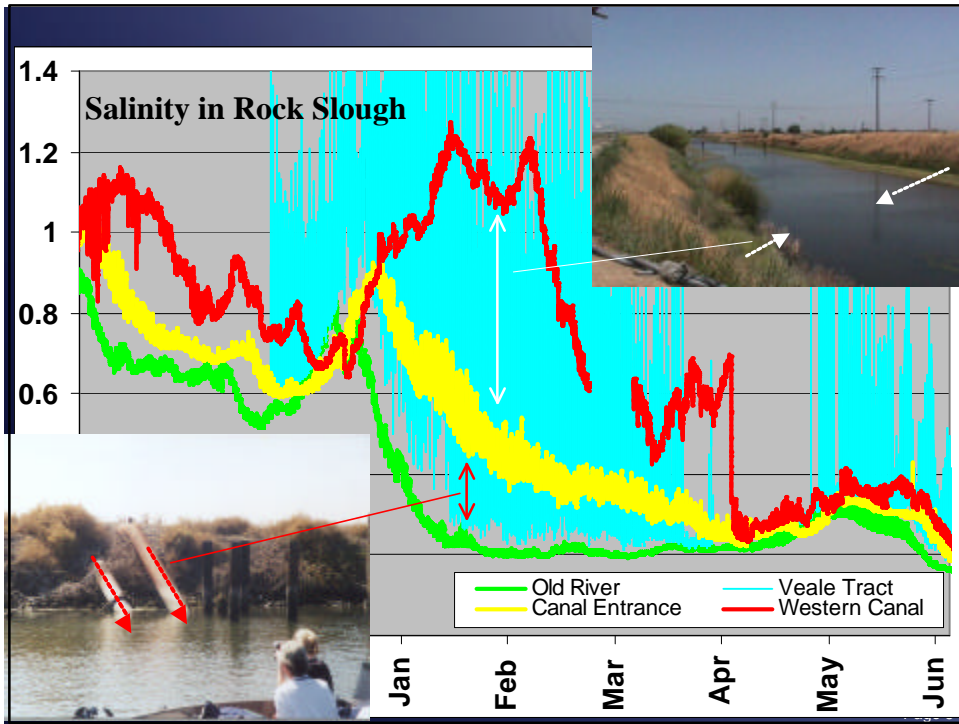 1.4
Salinity in Rock Slough
1.2
1
0.8
0.6
Old River
Veale Tract
Canal Entrance
Western Canal
Jan
Feb
Mar
Apr
May
Jun